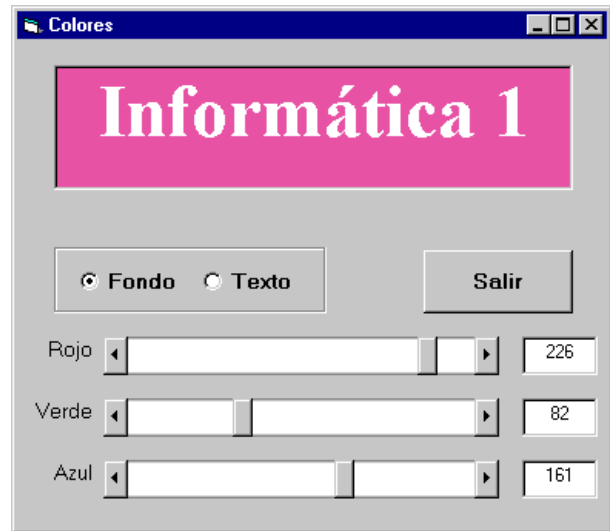 Colores
Informática 1
Fondo Texto Salir
Rojo 226
Verde 82
Azul 161